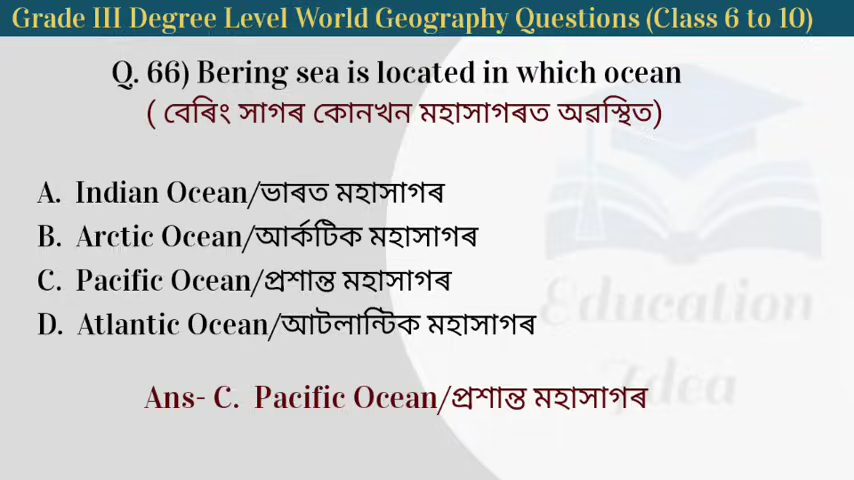 Grade III Degree Level World Geography Questions (Class 6 to 10)
Q. 66) Bering sea is located in which ocean
( বেৰিং সাগৰ কোনখন মহাসাগৰত অৱস্থিত)
A. Indian Ocean/ভাৰত মহাসাগৰ
B. Arctic Ocean/আৰ্কটিক মহাসাগৰ
C. Pacific Ocean/প্ৰশান্ত মহাসাগৰ
D. Atlantic Ocean/আটলান্টিক মহাসাগৰ
Education
Idea
Ans- C. Pacific Ocean/প্ৰশান্ত মহাসাগৰ